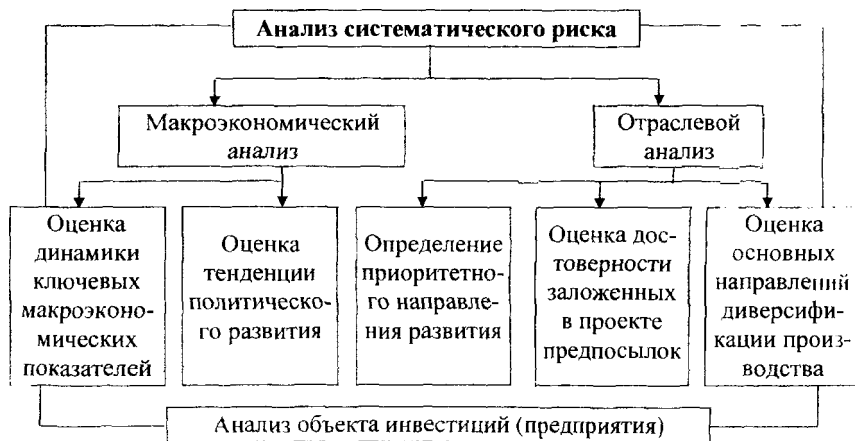 Анализ систематического риска
Макроэкономический
анализ
Отраслевой
анализ
Оценка
динамики
ключевых
макроэконо-
мических
показателей
Оценка
тенденции
политическо-
го развития
Определение
приоритетно-
го направле-
ния развития
Оценка дос-
товерности
заложенных
в проекте
предпосылок
Оценка
основных
направлений
диверсифи-
кации произ-
водства
Анализ объекта инвестиций (предприятия)